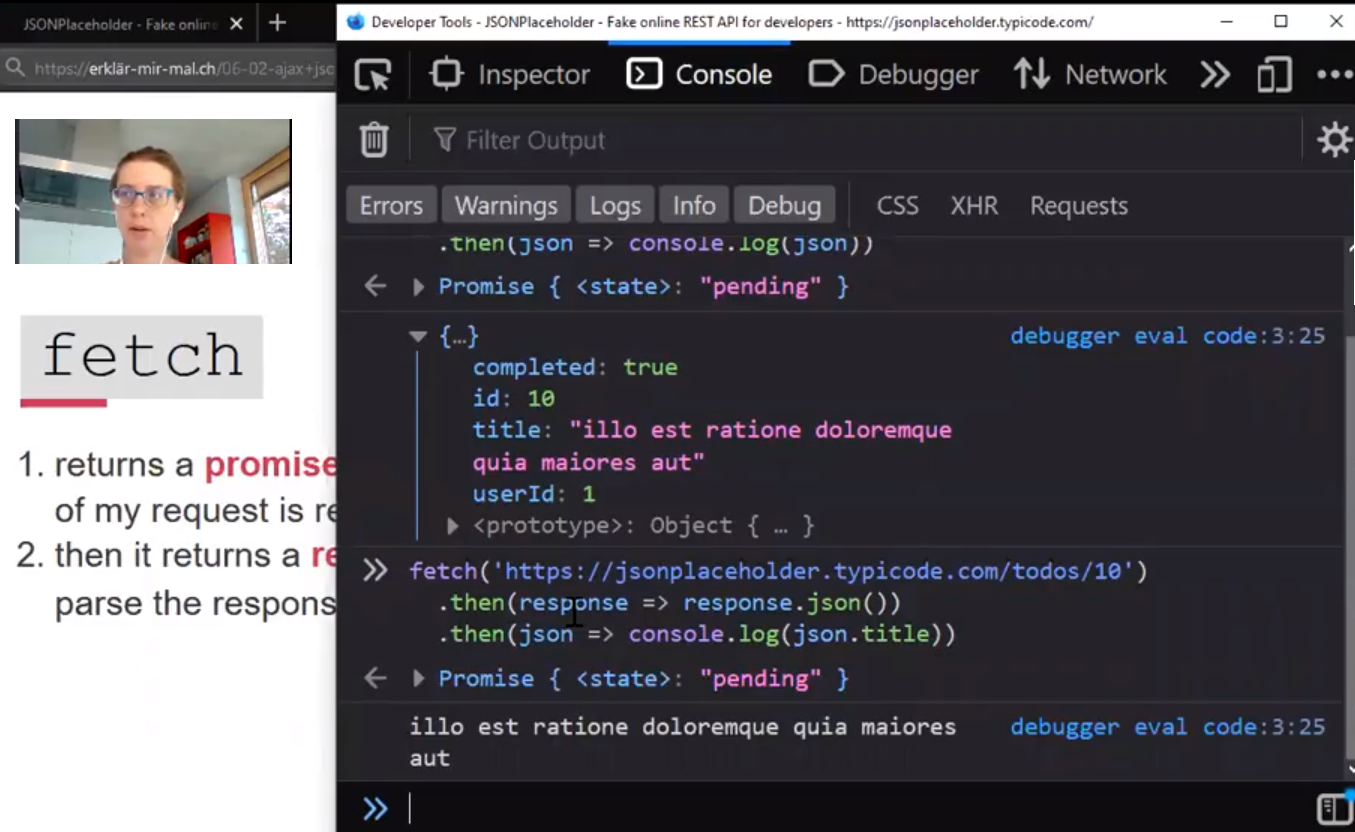 JSONPlaceholder - Fake online
https://erklär-mir-mal.ch/06-02-ajax+jso
fetch
1. returns a promise
of my request is re
2. then it returns a re
parse the respons
Developer Tools - JSONPlaceholder - Fake online REST API for developers - https://jsonplaceholder.typicode.com/
Inspector Console Debugger Network
Filter Output
Errors Warnings Logs Info Debug CSS XHR Requests
.then(json => console.log(json))
Promise { <state>: "pending" }
{…} debugger eval code:3:25
completed: true
id: 10
title: "illo est ratione doloremque
quia maiores aut"
userId: 1
<prototype>: Object { … }
fetch('https://jsonplaceholder.typicode.com/todos/10')
.then(response => response.json())
.then(json => console.log(json.title))
Promise { <state>: "pending" }
illo est ratione doloremque quia maiores debugger eval code:3:25
aut